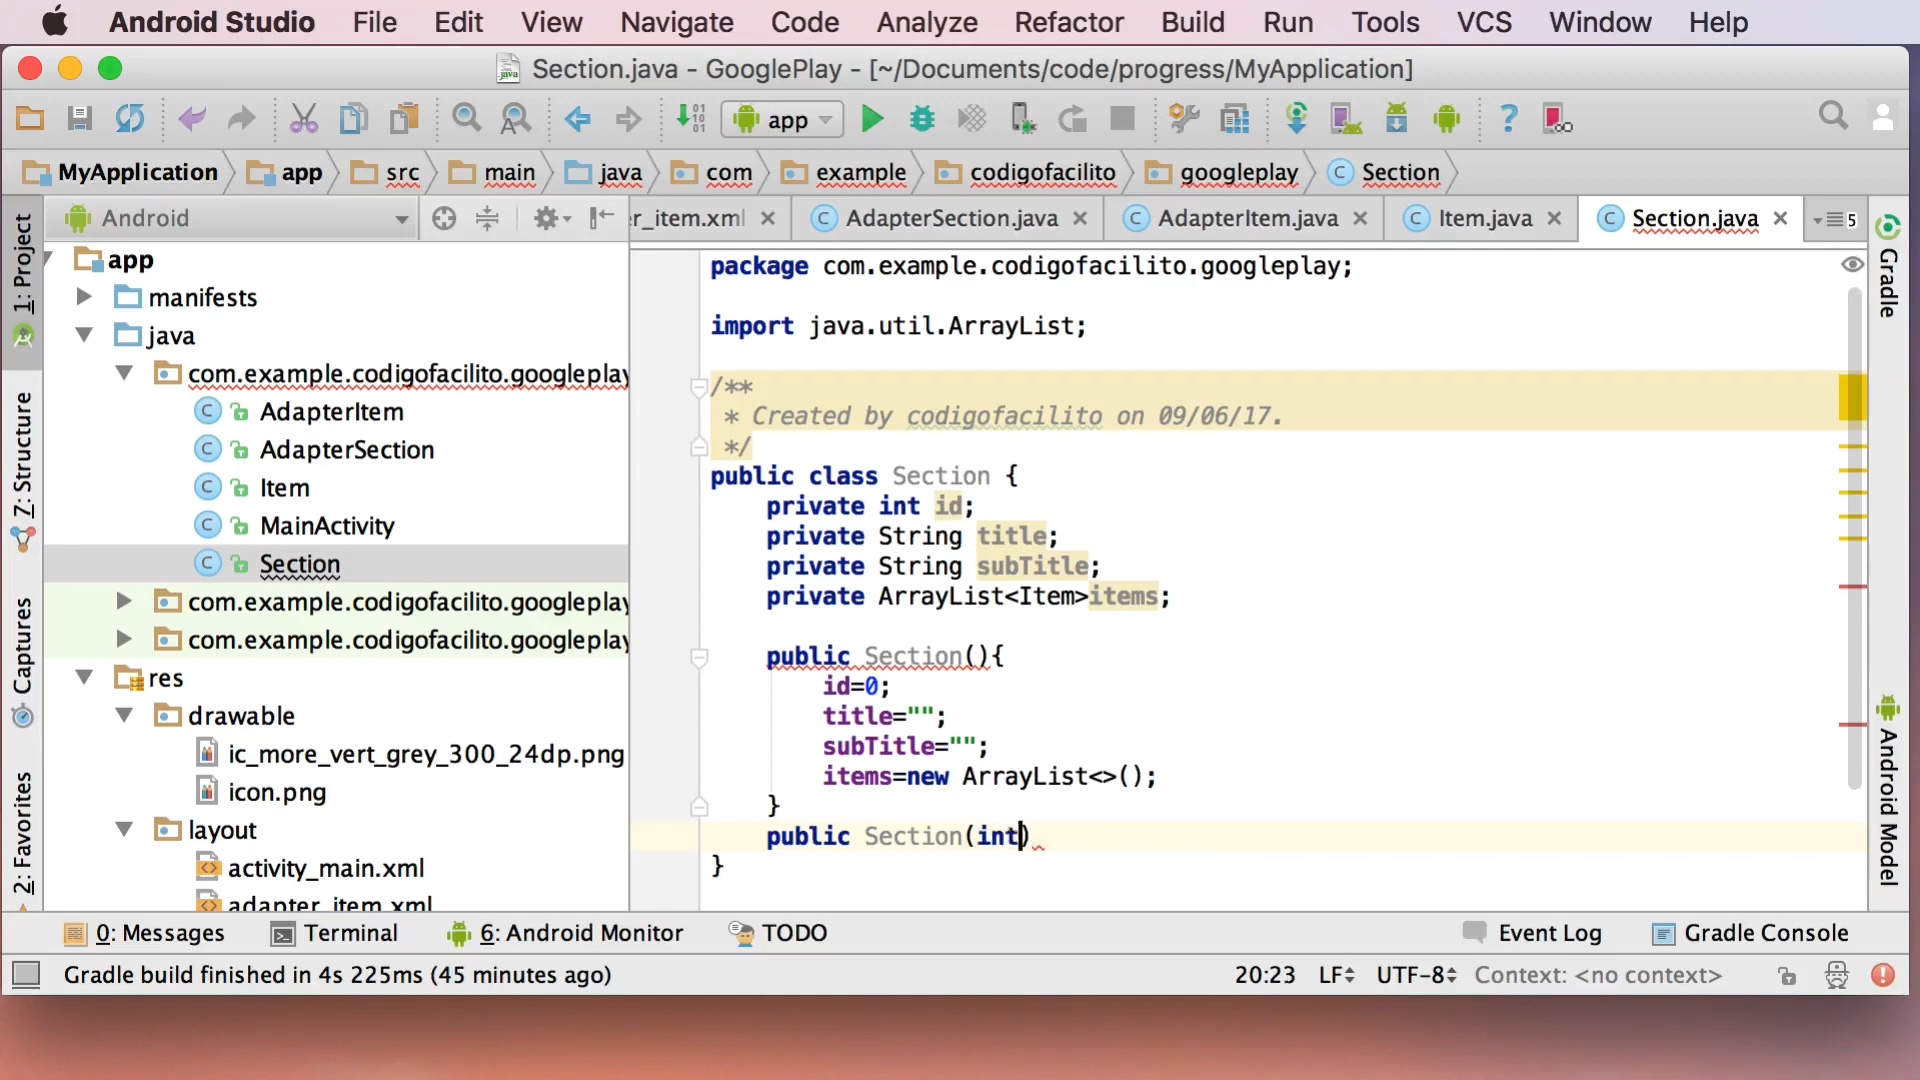 Android Studio File Edit View Navigate Code Analyze Refactor Build Run Tools VCS Window Help
Section.java - GooglePlay - [~/Documents/code/progress/MyApplication]
app
MyApplication app src main java com example codigofacilito googleplay Section
1: Project
7: Structure
Captures
2: Favorites
Android
app
manifests
java
com.example.codigofacilito.googleplay
AdapterItem
AdapterSection
Item
MainActivity
Section
com.example.codigofacilito.googleplay
com.example.codigofacilito.googleplay
res
drawable
ic_more_vert_grey_300_24dp.png
icon.png
layout
activity_main.xml
adapter_item.xml
r_item.xml AdapterSection.java AdapterItem.java Item.java Section.java 5
package com.example.codigofacilito.googleplay;
import java.util.ArrayList;
/**
* Created by codigofacilito on 09/06/17.
*/
public class Section {
private int id;
private String title;
private String subTitle;
private ArrayList<Item>items;
public Section(){
id=0;
title="";
subTitle="";
items=new ArrayList<>();
}
public Section(int)
}
Gradle
Android Model
0: Messages Terminal 6: Android Monitor TODO Event Log Gradle Console
Gradle build finished in 4s 225ms (45 minutes ago) 20:23 LF UTF-8 Context: <no context>